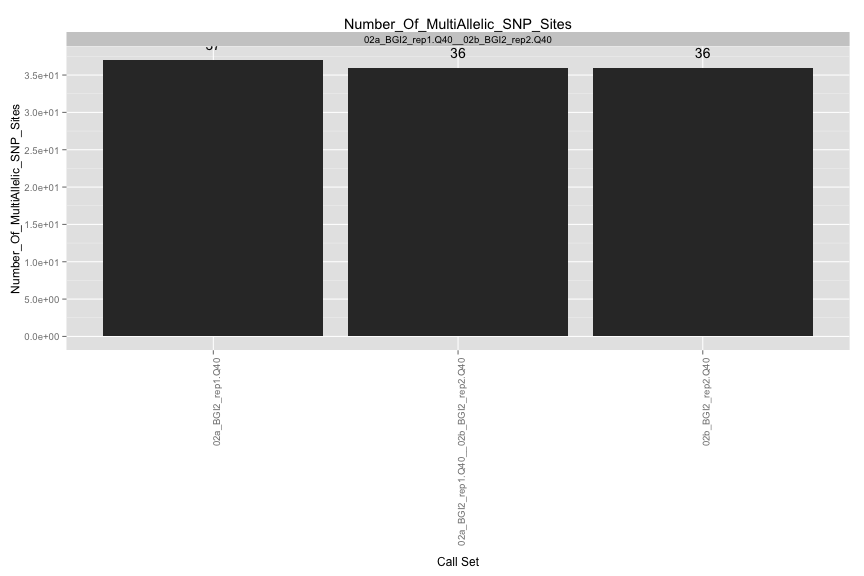 Number_Of_MultiAllelic_SNP_Sites
02a_BGI2_rep1.Q40__02b_BGI2_rep2.Q40
37
36
36
Number_Of_MultiAllelic_SNP_Sites
3.5e+01
3.0e+01
2.5e+01
2.0e+01
1.5e+01
1.0e+01
5.0e+00
0.0e+00
02a_BGI2_rep1.Q40
02a_BGI2_rep1.Q40__02b_BGI2_rep2.Q40
02b_BGI2_rep2.Q40
Call Set